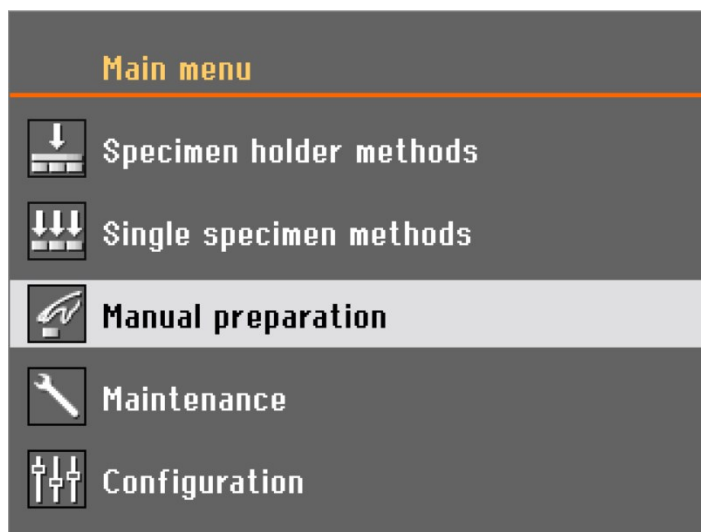 Main menu
Specimen holder methods
Single specimen methods
Manual preparation
Maintenance
Configuration